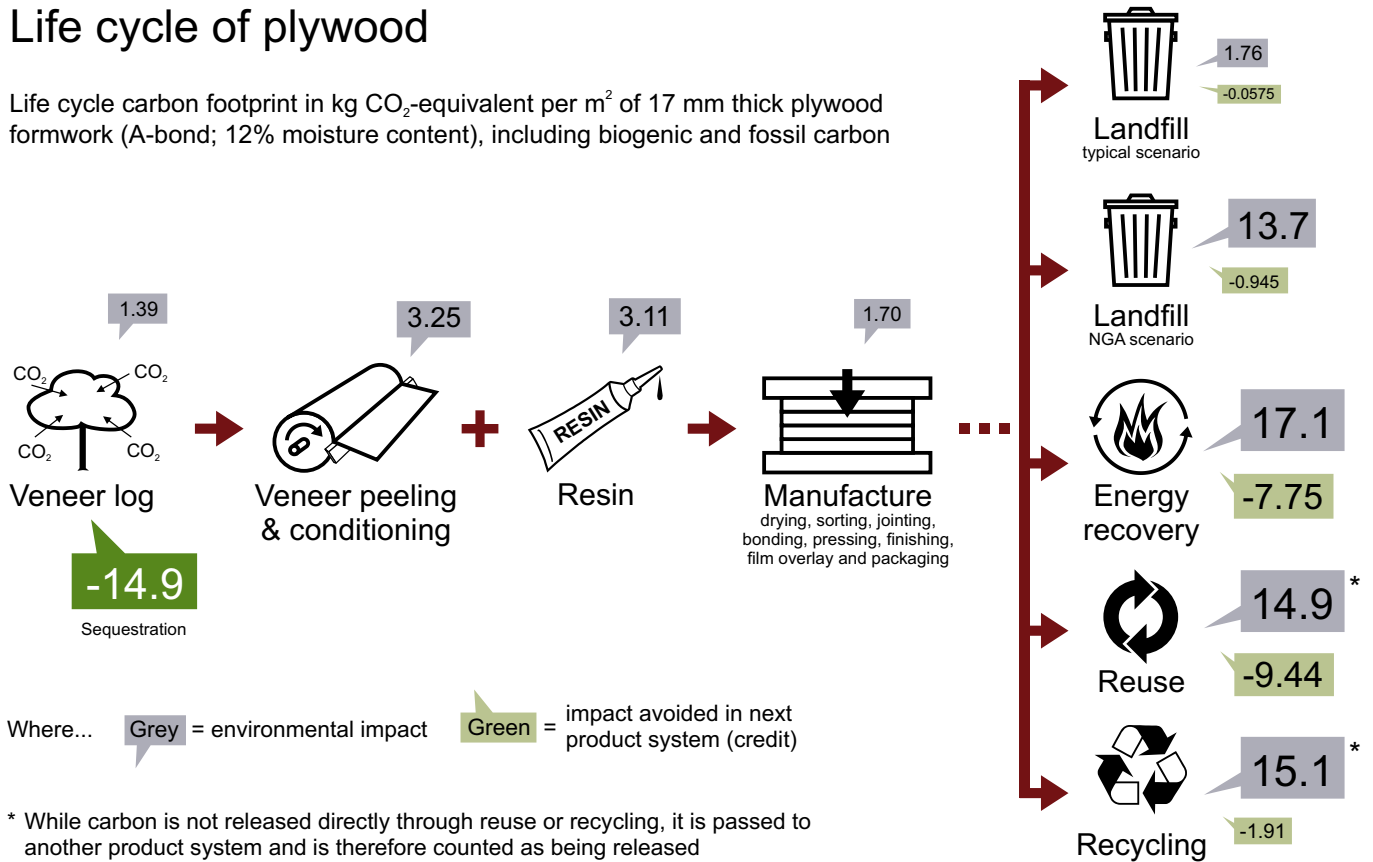 Life cycle of plywood
Life cycle carbon footprint in kg CO₂-equivalent per m² of 17 mm thick plywood
formwork (A-bond; 12% moisture content), including biogenic and fossil carbon
1.39
CO₂
CO₂
CO₂
CO₂
Veneer log
-14.9
Sequestration
3.25
Veneer peeling
& conditioning
3.11
RESIN
Resin
1.70
Manufacture
drying, sorting, jointing,
bonding, pressing, finishing,
film overlay and packaging
1.76
-0.0575
Landfill
typical scenario
13.7
-0.945
Landfill
NGA scenario
17.1
-7.75
Energy
recovery
14.9 *
-9.44
Reuse
15.1 *
-1.91
Recycling
Where... Grey = environmental impact
Green = impact avoided in next
product system (credit)
* While carbon is not released directly through reuse or recycling, it is passed to
another product system and is therefore counted as being released